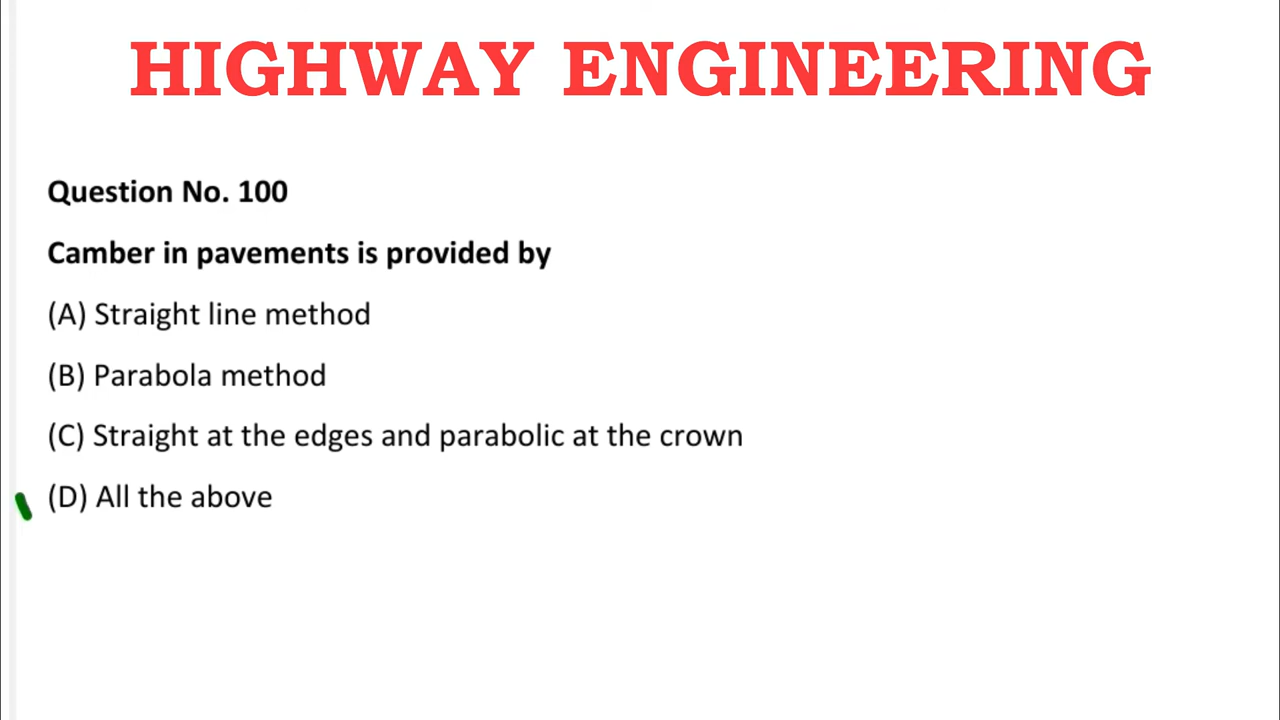 HIGHWAY ENGINEERING
Question No. 100
Camber in pavements is provided by
(A) Straight line method
(B) Parabola method
(C) Straight at the edges and parabolic at the crown
(D) All the above